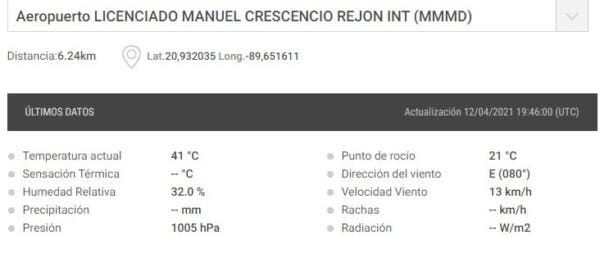 Aeropuerto LICENCIADO MANUEL CRESCENCIO REJON INT (MMMD)
Distancia:6.24km Lat.20,932035 Long.-89,651611
ÚLTIMOS DATOS Actualización 12/04/2021 19:46:00 (UTC)
Temperatura actual 41 °C Punto de rocío 21 °C
Sensación Térmica -- °C Dirección del viento E (080°)
Humedad Relativa 32.0 % Velocidad Viento 13 km/h
Precipitación -- mm Rachas -- km/h
Presión 1005 hPa Radiación -- W/m2